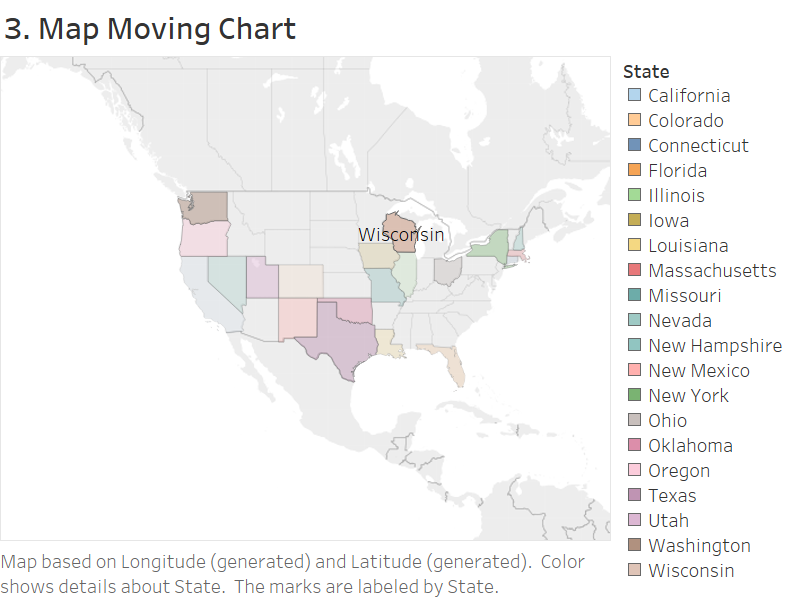 3. Map Moving Chart
Wisconsin
State
California
Colorado
Connecticut
Florida
Illinois
Iowa
Louisiana
Massachusetts
Missouri
Nevada
New Hampshire
New Mexico
New York
Ohio
Oklahoma
Oregon
Texas
Utah
Washington
Wisconsin
Map based on Longitude (generated) and Latitude (generated).  Color
shows details about State.  The marks are labeled by State.